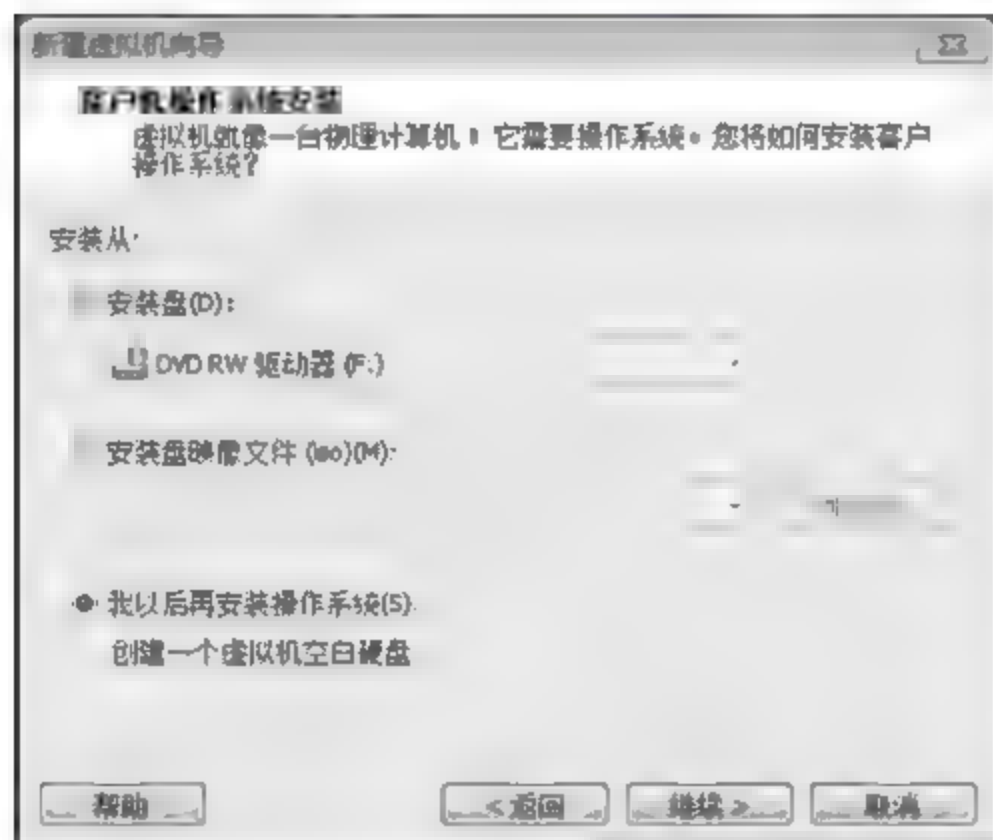 新建虚拟机向导
客户机操作系统安装
虚拟机就像一台物理计算机，它需要操作系统。您将如何安装客户
操作系统？
安装从:
安装盘(D)：
DVD RW 驱动器 (F:)
安装盘映像文件 (iso)(M):
我以后再安装操作系统(S)
创建一个虚拟机空白硬盘
帮助
< 返回
继续 >
取消